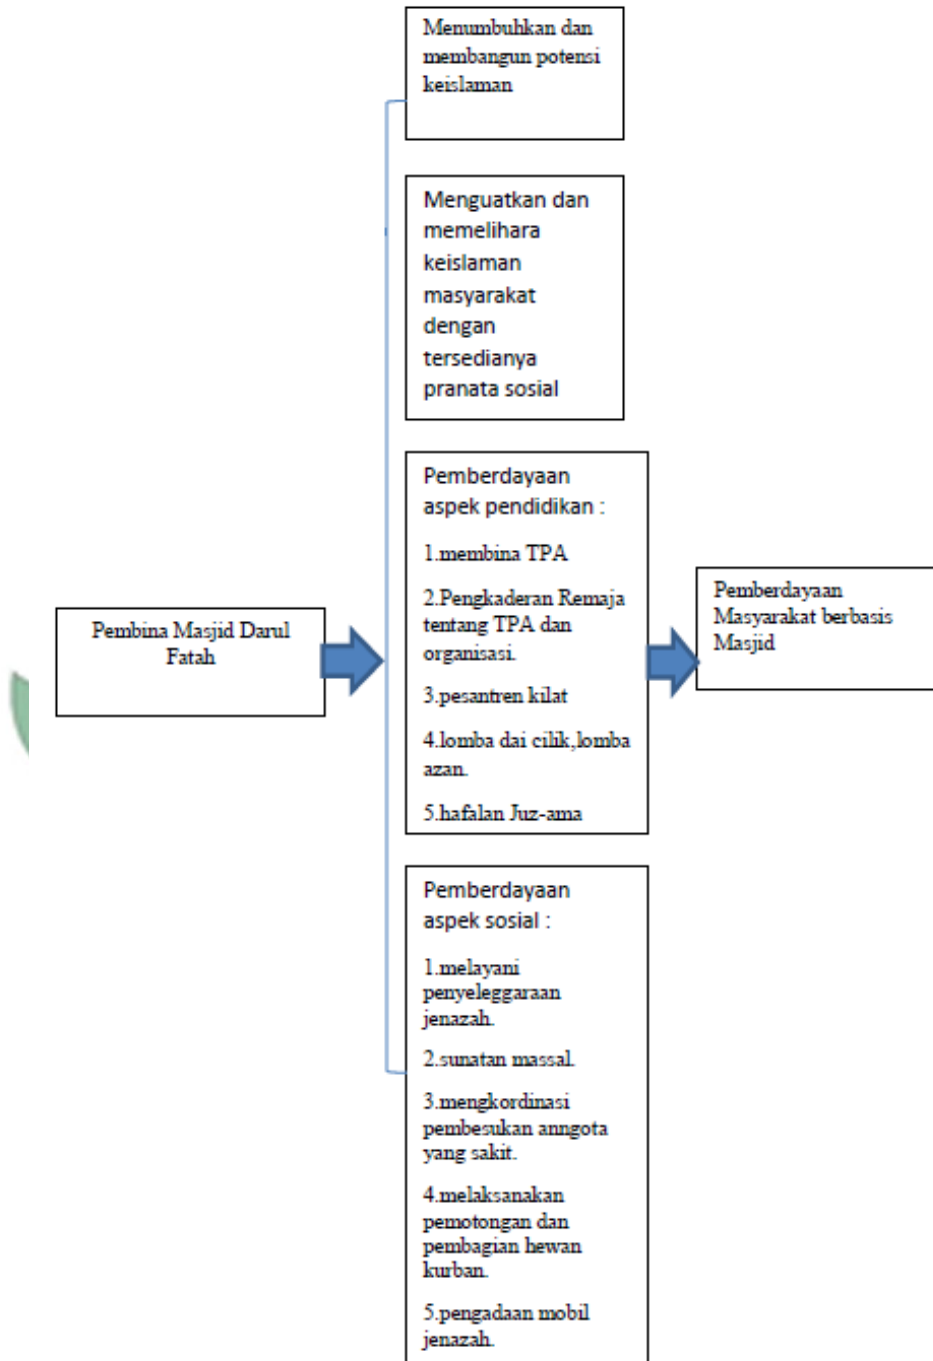 Menumbuhkan dan
membangun potensi
keislaman
Menguatkan dan
memelihara
keislaman
masyarakat
dengan
tersedianya
pranata sosial
Pemberdayaan
aspek pendidikan :
1.membina TPA
2.Pengkaderan Remaja
tentang TPA dan
organisasi.
3.pesantren kilat
4.lomba dai cilik,lomba
azan.
5.hafalan Juz-ama
Pembina Masjid Darul
Fatah
Pemberdayaan
Masyarakat berbasis
Masjid
Pemberdayaan
aspek sosial :
1.melayani
penyeleggaraan
jenazah.
2.sunatan massal.
3.mengkordinasi
pembesukan anngota
yang sakit.
4.melaksanakan
pemotongan dan
pembagian hewan
kurban.
5.pengadaan mobil
jenazah.